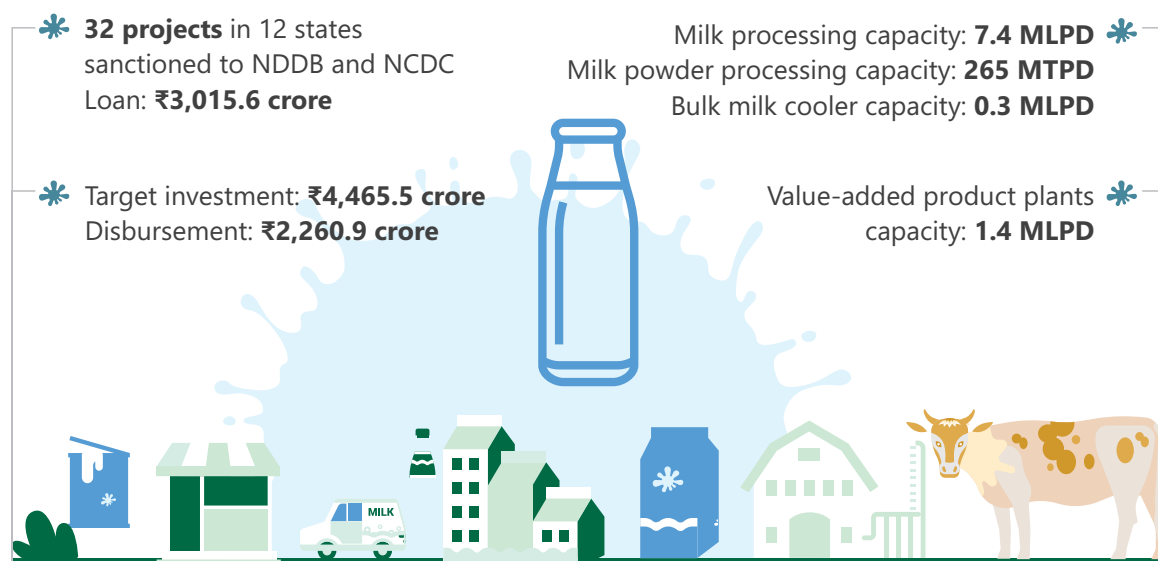 32 projects in 12 states
sanctioned to NDDB and NCDC
Loan: ₹3,015.6 crore
Target investment: ₹4,465.5 crore
Disbursement: ₹2,260.9 crore
Milk processing capacity: 7.4 MLPD
Milk powder processing capacity: 265 MTPD
Bulk milk cooler capacity: 0.3 MLPD
Value-added product plants
capacity: 1.4 MLPD
MILK